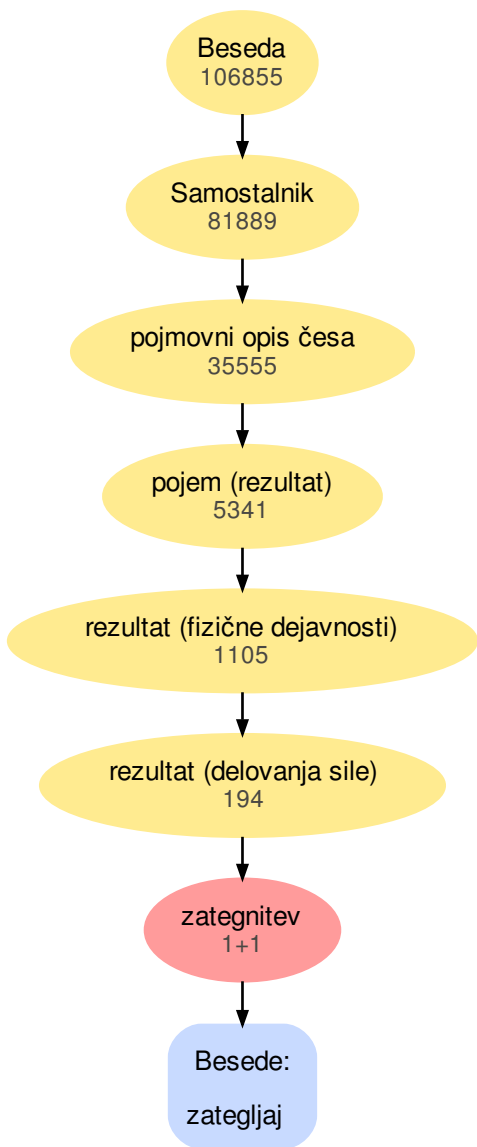 Beseda
106855
Samostalnik
81889
pojmovni opis česa
35555
pojem (rezultat)
5341
rezultat (fizične dejavnosti)
1105
rezultat (delovanja sile)
194
zategnitev
1+1
Besede:
zategljaj